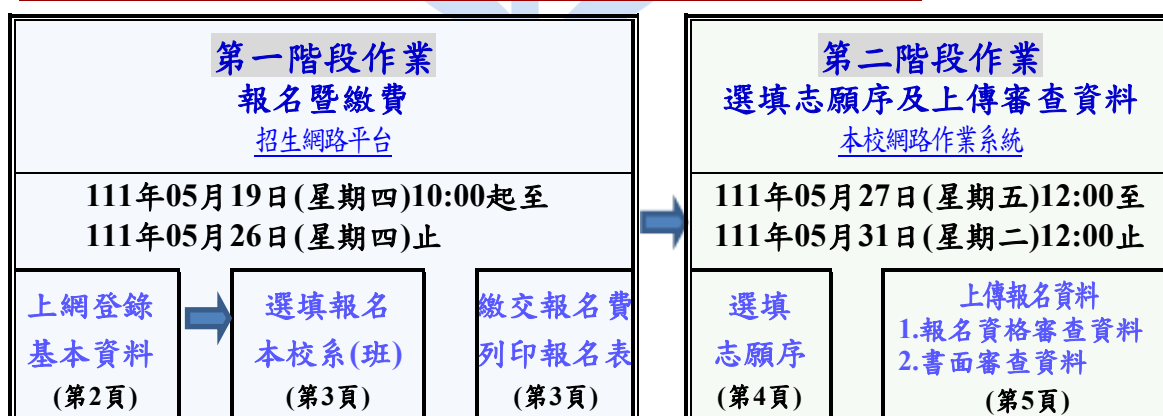 第一階段作業
報名暨繳費
招生網路平台
111年05月19日(星期四)10:00起至
111年05月26日(星期四)止
上網登錄
基本資料
(第2頁)
選填報名
本校系(班)
(第3頁)
繳交報名費
列印報名表
(第3頁)
第二階段作業
選填志願序及上傳審查資料
本校網路作業系統
111年05月27日(星期五)12:00至
111年05月31日(星期二)12:00止
選填
志願序
(第4頁)
上傳報名資料
1.報名資格審查資料
2.書面審查資料
(第5頁)